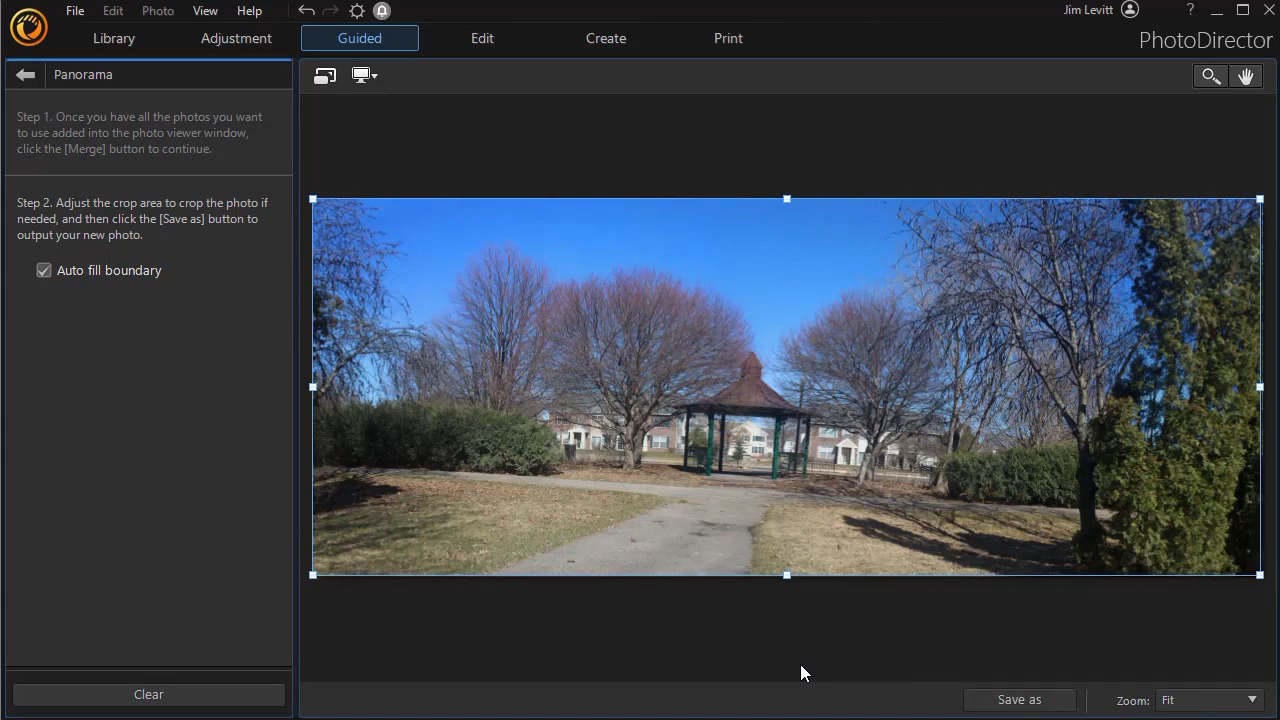 File Edit Photo View Help
Jim Levitt
?
Library Adjustment Guided Edit Create Print
PhotoDirector
Panorama
Step 1. Once you have all the photos you want
to use added into the photo viewer window,
click the [Merge] button to continue.
Step 2. Adjust the crop area to crop the photo if
needed, and then click the [Save as] button to
output your new photo.
Auto fill boundary
Clear
Save as
Zoom: Fit